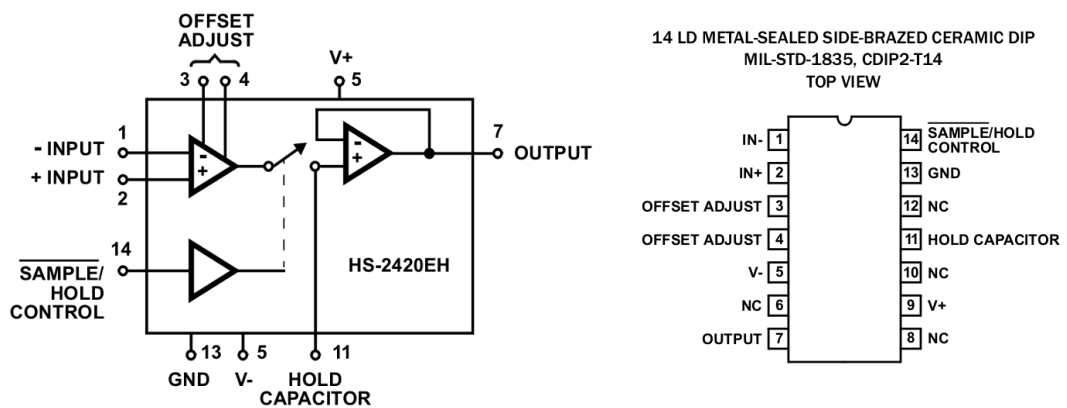 OFFSET
ADJUST
3 4
V+
5
1
- INPUT
+ INPUT
2
-
+
-
+
7
OUTPUT
14
SAMPLE/
HOLD
CONTROL
HS-2420EH
13 5 11
GND V- HOLD
CAPACITOR
14 LD METAL-SEALED SIDE-BRAZED CERAMIC DIP
MIL-STD-1835, CDIP2-T14
TOP VIEW
IN- 1
IN+ 2
OFFSET ADJUST 3
OFFSET ADJUST 4
V- 5
NC 6
OUTPUT 7
14 SAMPLE/HOLD
CONTROL
13 GND
12 NC
11 HOLD CAPACITOR
10 NC
9 V+
8 NC